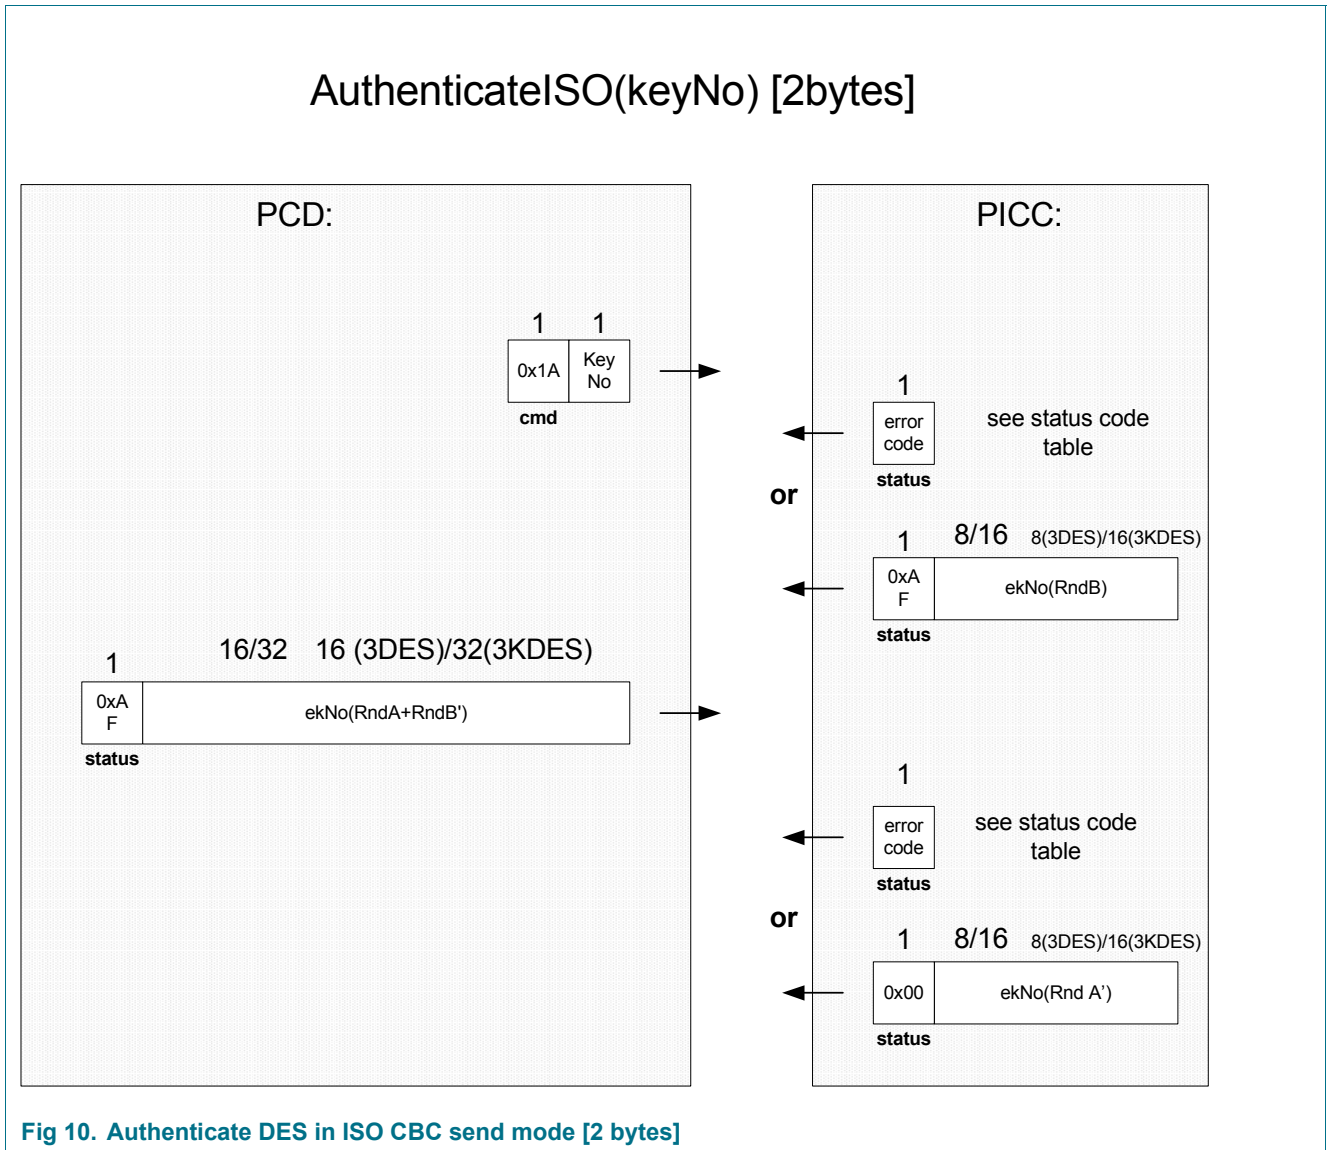 AuthenticateISO(keyNo) [2bytes]
PCD:
PICC:
1 1
0x1A Key
No
cmd
1
error
code
status
see status code
table
or
1 8/16 8(3DES)/16(3KDES)
0xA
F
ekNo(RndB)
status
1 16/32 16 (3DES)/32(3KDES)
0xA
F
ekNo(RndA+RndB')
status
1
error
code
status
see status code
table
or
1 8/16 8(3DES)/16(3KDES)
0x00 ekNo(Rnd A’)
status
Fig 10. Authenticate DES in ISO CBC send mode [2 bytes]